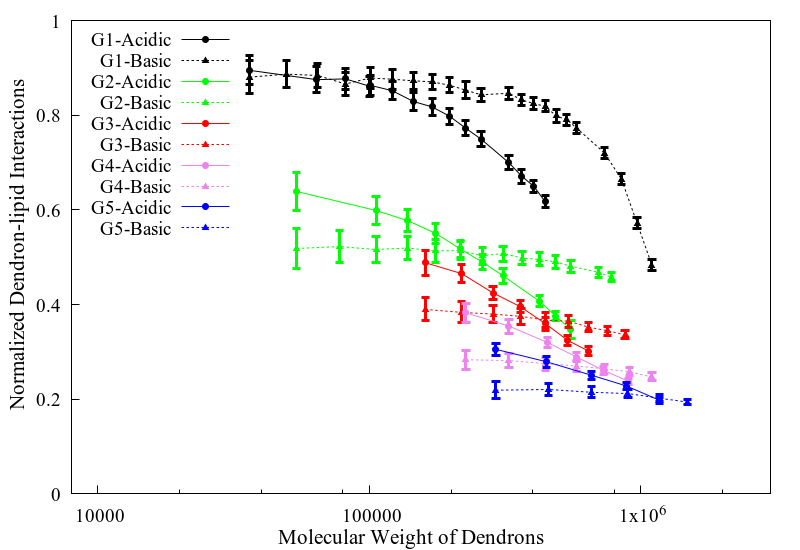 1
0.8
0.6
0.4
0.2
0
Normalized Dendron-lipid Interactions
G1-Acidic
G1-Basic
G2-Acidic
G2-Basic
G3-Acidic
G3-Basic
G4-Acidic
G4-Basic
G5-Acidic
G5-Basic
10000 100000 1x10⁶
Molecular Weight of Dendrons